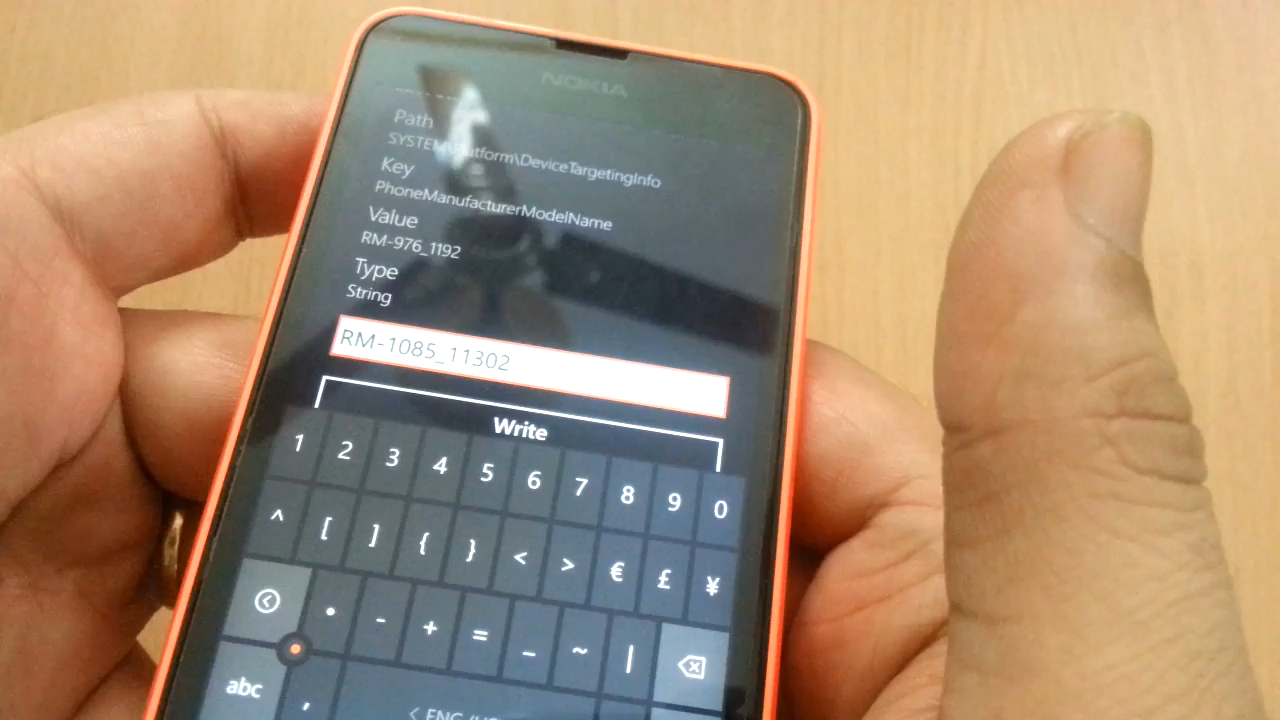 NOKIA
Path
SYSTEM\Platform\DeviceTargetingInfo
Key
PhoneManufacturerModelName
Value
RM-976_1192
Type
String
RM-1085_11302
Write
1 2 3 4 5 6 7 8 9 0
^ [ ] { } < > € £ ¥
• - + = _ ~ |
abc , < ENG